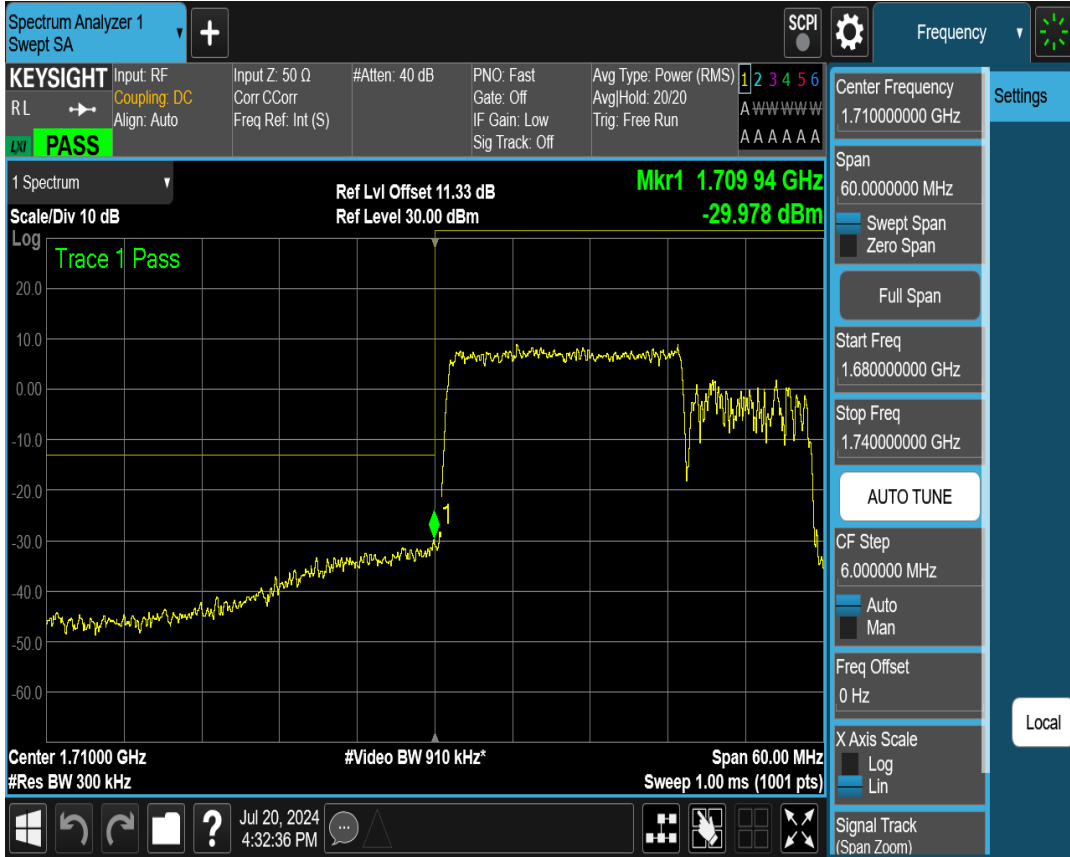 Spectrum Analyzer 1
Swept SA
+
SCPI
Frequency
KEYSIGHT
RL
LXI PASS
Input: RF
Coupling: DC
Align: Auto
Input Z: 50 Ω
Corr CCorr
Freq Ref: Int (S)
#Atten: 40 dB
PNO: Fast
Gate: Off
IF Gain: Low
Sig Track: Off
Avg Type: Power (RMS)
Avg|Hold: 20/20
Trig: Free Run
1 2 3 4 5 6
A W W W W W
A A A A A A
1 Spectrum
Scale/Div 10 dB
Ref Lvl Offset 11.33 dB
Ref Level 30.00 dBm
Mkr1 1.709 94 GHz
-29.978 dBm
Log
Trace 1 Pass
20.0
10.0
0.00
-10.0
-20.0
-30.0
-40.0
-50.0
-60.0
1
Center 1.71000 GHz
#Video BW 910 kHz*
Span 60.00 MHz
#Res BW 300 kHz
Sweep 1.00 ms (1001 pts)
Center Frequency
1.710000000 GHz
Span
60.0000000 MHz
Swept Span
Zero Span
Full Span
Start Freq
1.680000000 GHz
Stop Freq
1.740000000 GHz
AUTO TUNE
CF Step
6.000000 MHz
Auto
Man
Freq Offset
0 Hz
X Axis Scale
Log
Lin
Signal Track
(Span Zoom)
Settings
Local
?
Jul 20, 2024
4:32:36 PM